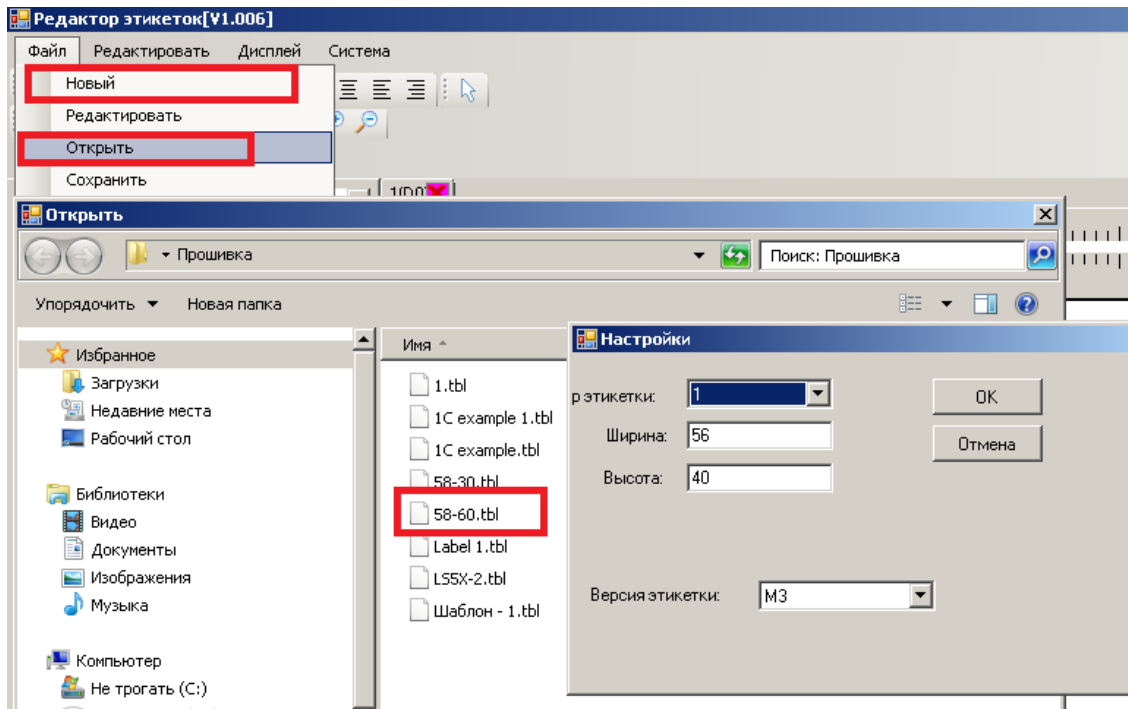 Редактор этикеток[V1.006]
Файл Редактировать Дисплей Система
Новый
Редактировать
Открыть
Сохранить
Открыть
Прошивка
Поиск: Прошивка
Упорядочить Новая папка
Избранное
Загрузки
Недавние места
Рабочий стол
Библиотеки
Видео
Документы
Изображения
Музыка
Компьютер
Не трогать (C:)
Имя
1.tbl
1C example 1.tbl
1C example.tbl
58-30.tbl
58-60.tbl
Label 1.tbl
LS5X-2.tbl
Шаблон - 1.tbl
Настройки
р этикетки: 1
Ширина: 56
Высота: 40
Версия этикетки: M3
OK
Отмена